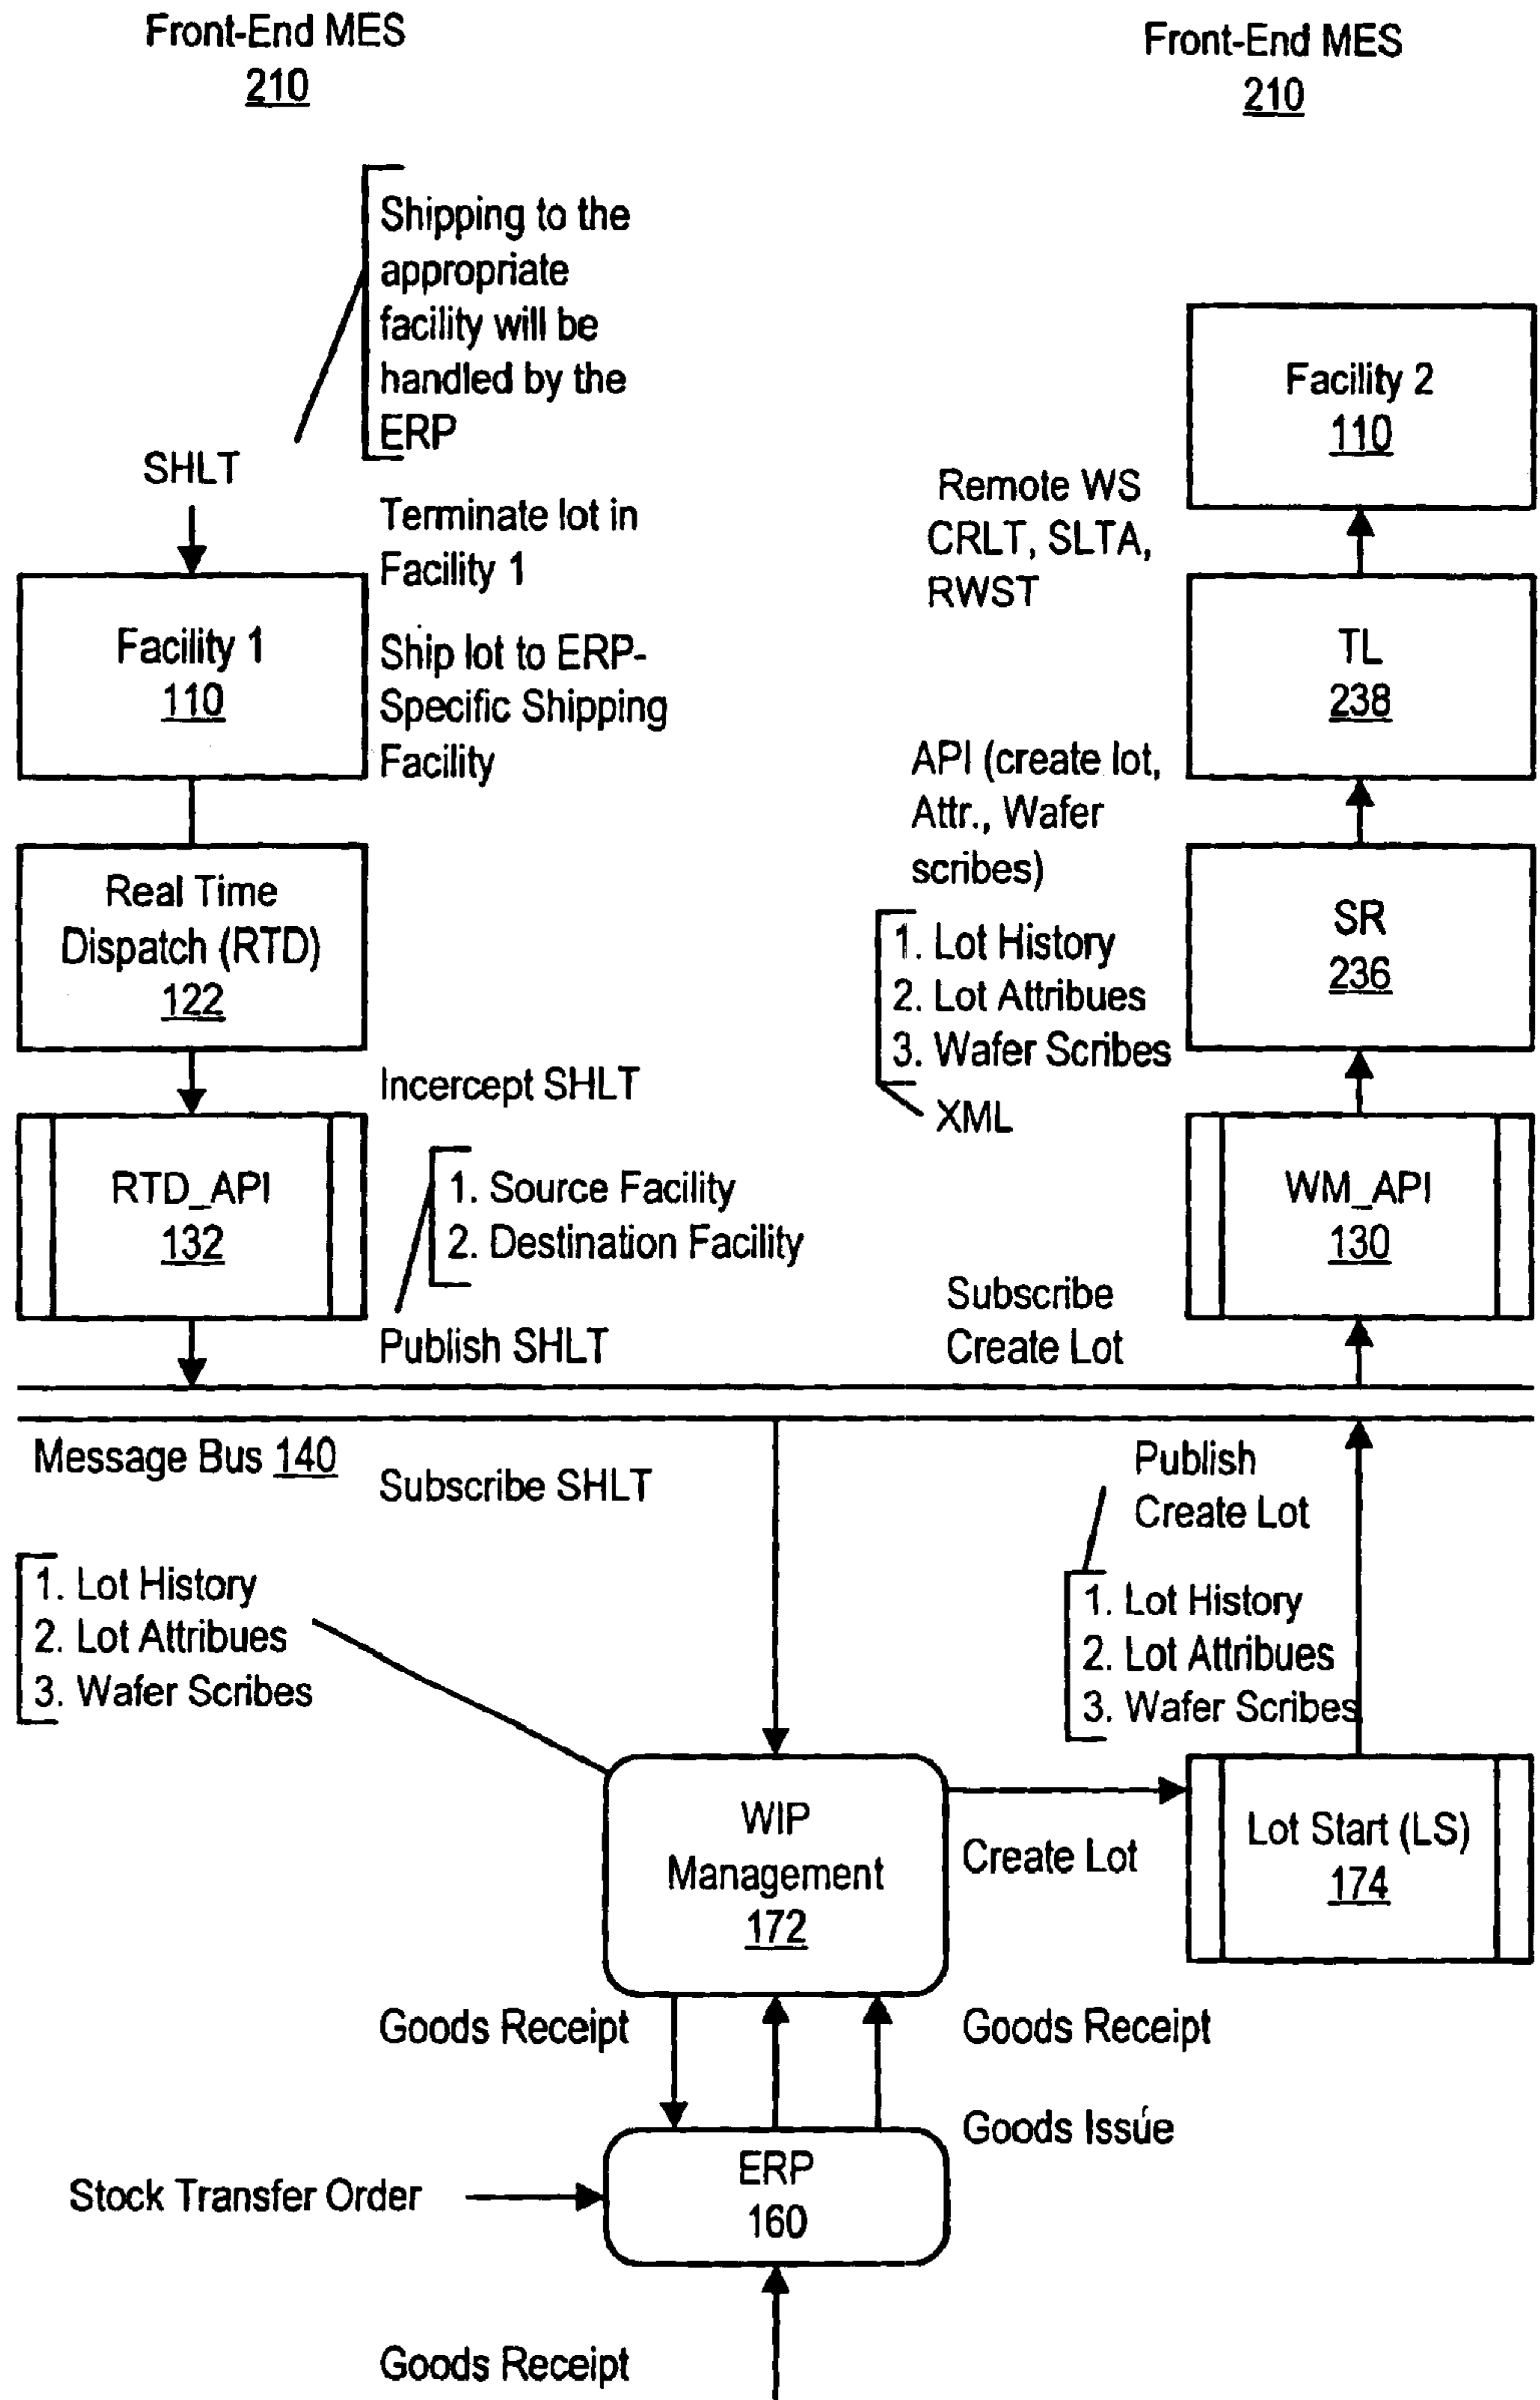 Front-End MES
210
Front-End MES
210
Shipping to the
appropriate
facility will be
handled by the
ERP
SHLT
Terminate lot in
Facility 1
Facility 1
110
Ship lot to ERP-
Specific Shipping
Facility
Real Time
Dispatch (RTD)
122
Incercept SHLT
RTD_API
132
1. Source Facility
2. Destination Facility
Publish SHLT
Facility 2
110
Remote WS
CRLT, SLTA,
RWST
TL
238
API (create lot,
Attr., Wafer
scribes)
SR
236
1. Lot History
2. Lot Attribues
3. Wafer Scribes
XML
WM_API
130
Subscribe
Create Lot
Message Bus 140
Subscribe SHLT
Publish
Create Lot
1. Lot History
2. Lot Attribues
3. Wafer Scribes
1. Lot History
2. Lot Attribues
3. Wafer Scribes
WIP
Management
172
Create Lot
Lot Start (LS)
174
Goods Receipt
Goods Receipt
Goods Issue
ERP
160
Stock Transfer Order
Goods Receipt